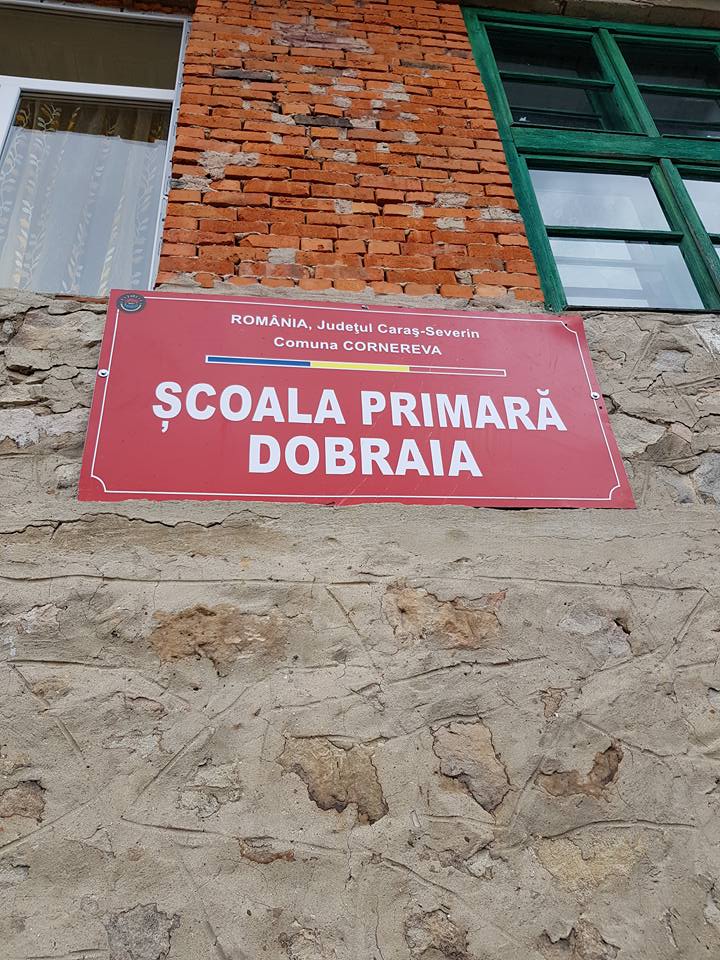 ROMÂNIA, Judeţul Caraş-Severin
Comuna CORNEREVA
ȘCOALA PRIMARĂ
DOBRAIA